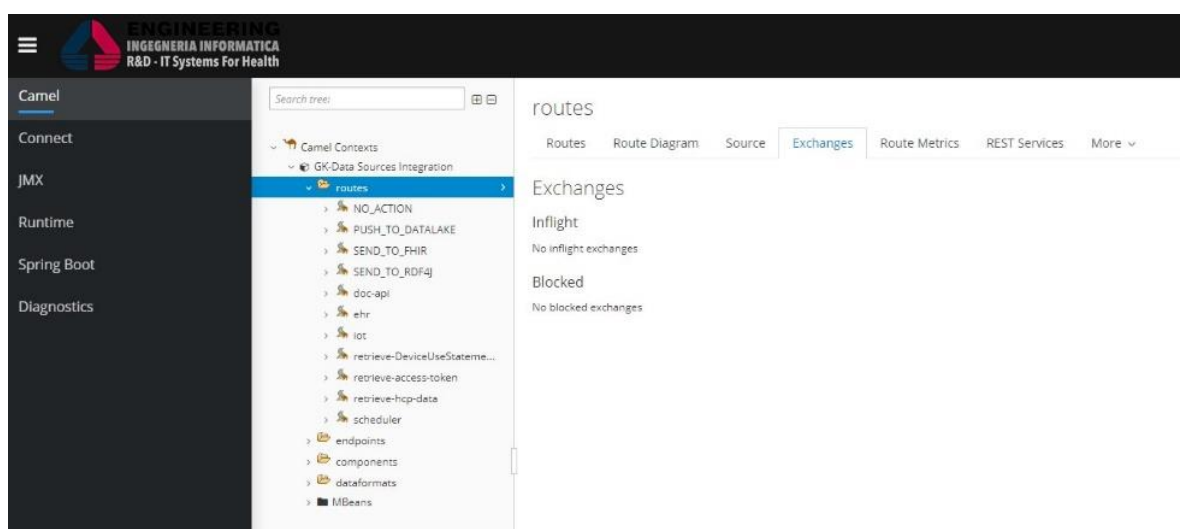 ENGINEERING
INGEGNERIA INFORMATICA
R&D - IT Systems For Health
Camel
Connect
JMX
Runtime
Spring Boot
Diagnostics
Search tree:
Camel Contexts
GK-Data Sources Integration
routes
NO_ACTION
PUSH_TO_DATALAKE
SEND_TO_FHIR
SEND_TO_RDF4J
doc-api
ehr
iot
retrieve-DeviceUseStateme...
retrieve-access-token
retrieve-hcp-data
scheduler
endpoints
components
dataformats
MBeans
routes
Routes Route Diagram Source Exchanges Route Metrics REST Services More
Exchanges
Inflight
No inflight exchanges
Blocked
No blocked exchanges